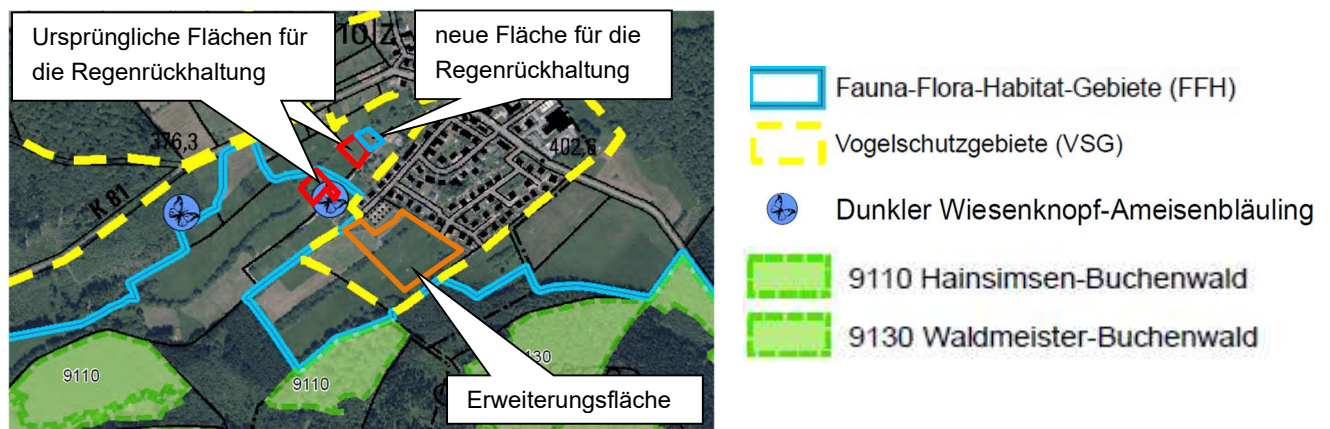 Ursprüngliche Flächen für
die Regenrückhaltung
neue Fläche für die
Regenrückhaltung
376,3
402,6
K 81
9110
9110
Erweiterungsfläche
Fauna-Flora-Habitat-Gebiete (FFH)
Vogelschutzgebiete (VSG)
Dunkler Wiesenknopf-Ameisenbläuling
9110 Hainsimsen-Buchenwald
9130 Waldmeister-Buchenwald